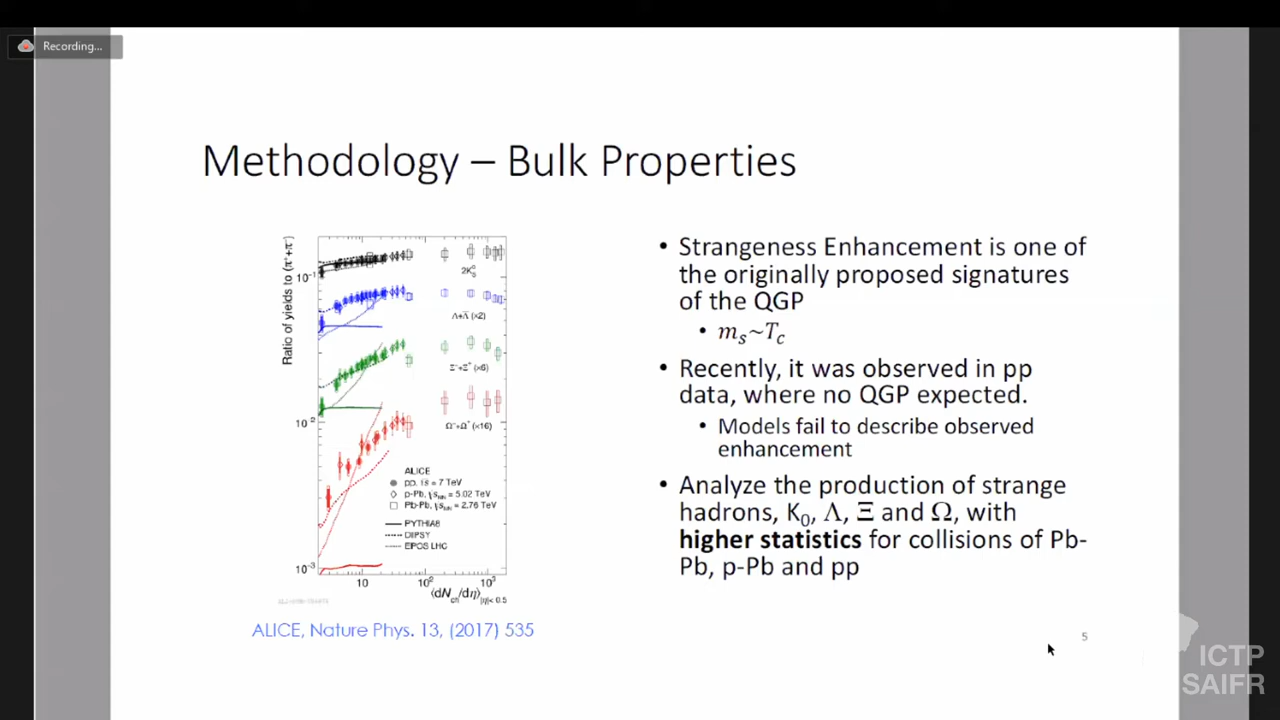 Recording...
Methodology – Bulk Properties
Ratio of yields to (π⁺+π⁻)
10⁻¹
10⁻²
10⁻³
2K⁰ₛ
Λ+Λ̄ (×2)
Ξ⁻+Ξ̄⁺ (×6)
Ω⁻+Ω̄⁺ (×16)
ALICE
pp, √s = 7 TeV
p-Pb, √sNN = 5.02 TeV
Pb-Pb, √sNN = 2.76 TeV
PYTHIA8
DIPSY
EPOS LHC
10 10² 10³
⟨dNch/dη⟩|η|< 0.5
ALICE, Nature Phys. 13, (2017) 535
• Strangeness Enhancement is one of
the originally proposed signatures
of the QGP
• mₛ~T꜀
• Recently, it was observed in pp
data, where no QGP expected.
• Models fail to describe observed
enhancement
• Analyze the production of strange
hadrons, K₀, Λ, Ξ and Ω, with
higher statistics for collisions of Pb-
Pb, p-Pb and pp
5
ICTP
SAIFR